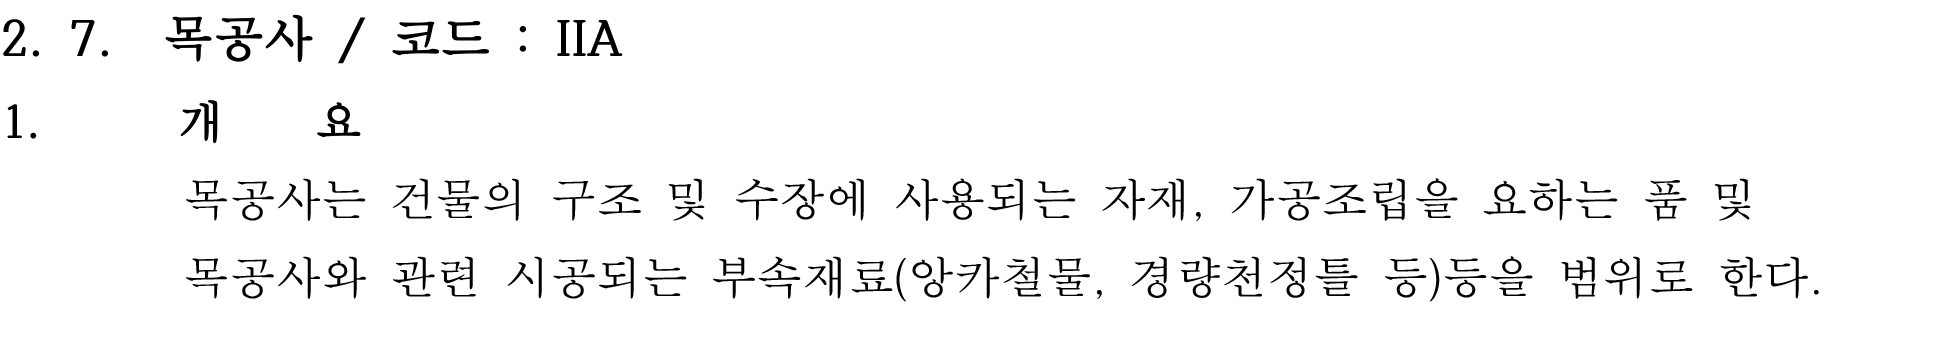 2. 7. 목공사 / 코드 : IIA
1. 개 요
목공사는 건물의 구조 및 수장에 사용되는 자재, 가공조립을 요하는 품 및
목공사와 관련 시공되는 부속재료(앙카철물, 경량천정틀 등)등을 범위로 한다.